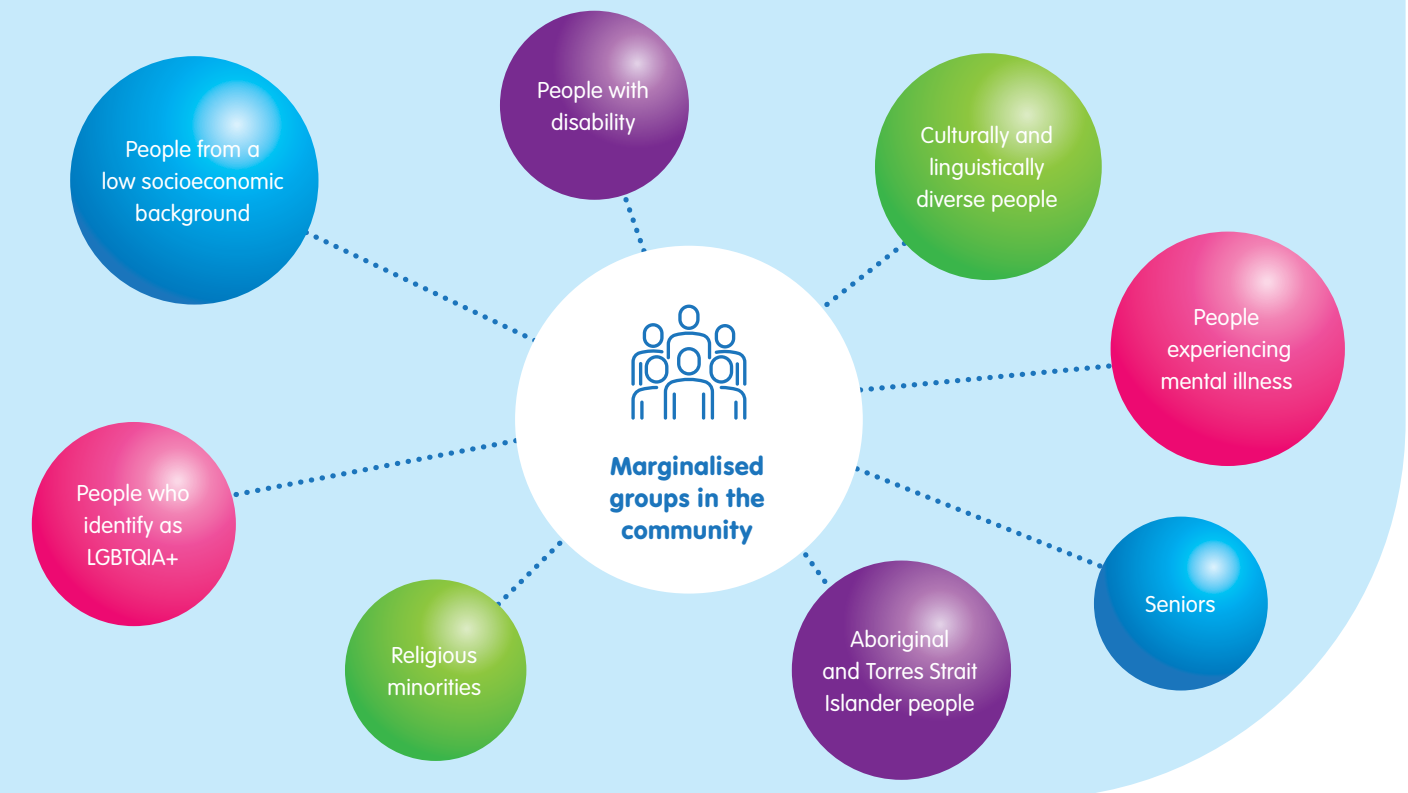 People with
disability
People from a
low socioeconomic
background
Culturally and
linguistically
diverse people
People
experiencing
mental illness
Marginalised
groups in the
community
People who
identify as
LGBTQIA+
Seniors
Religious
minorities
Aboriginal
and Torres Strait
Islander people